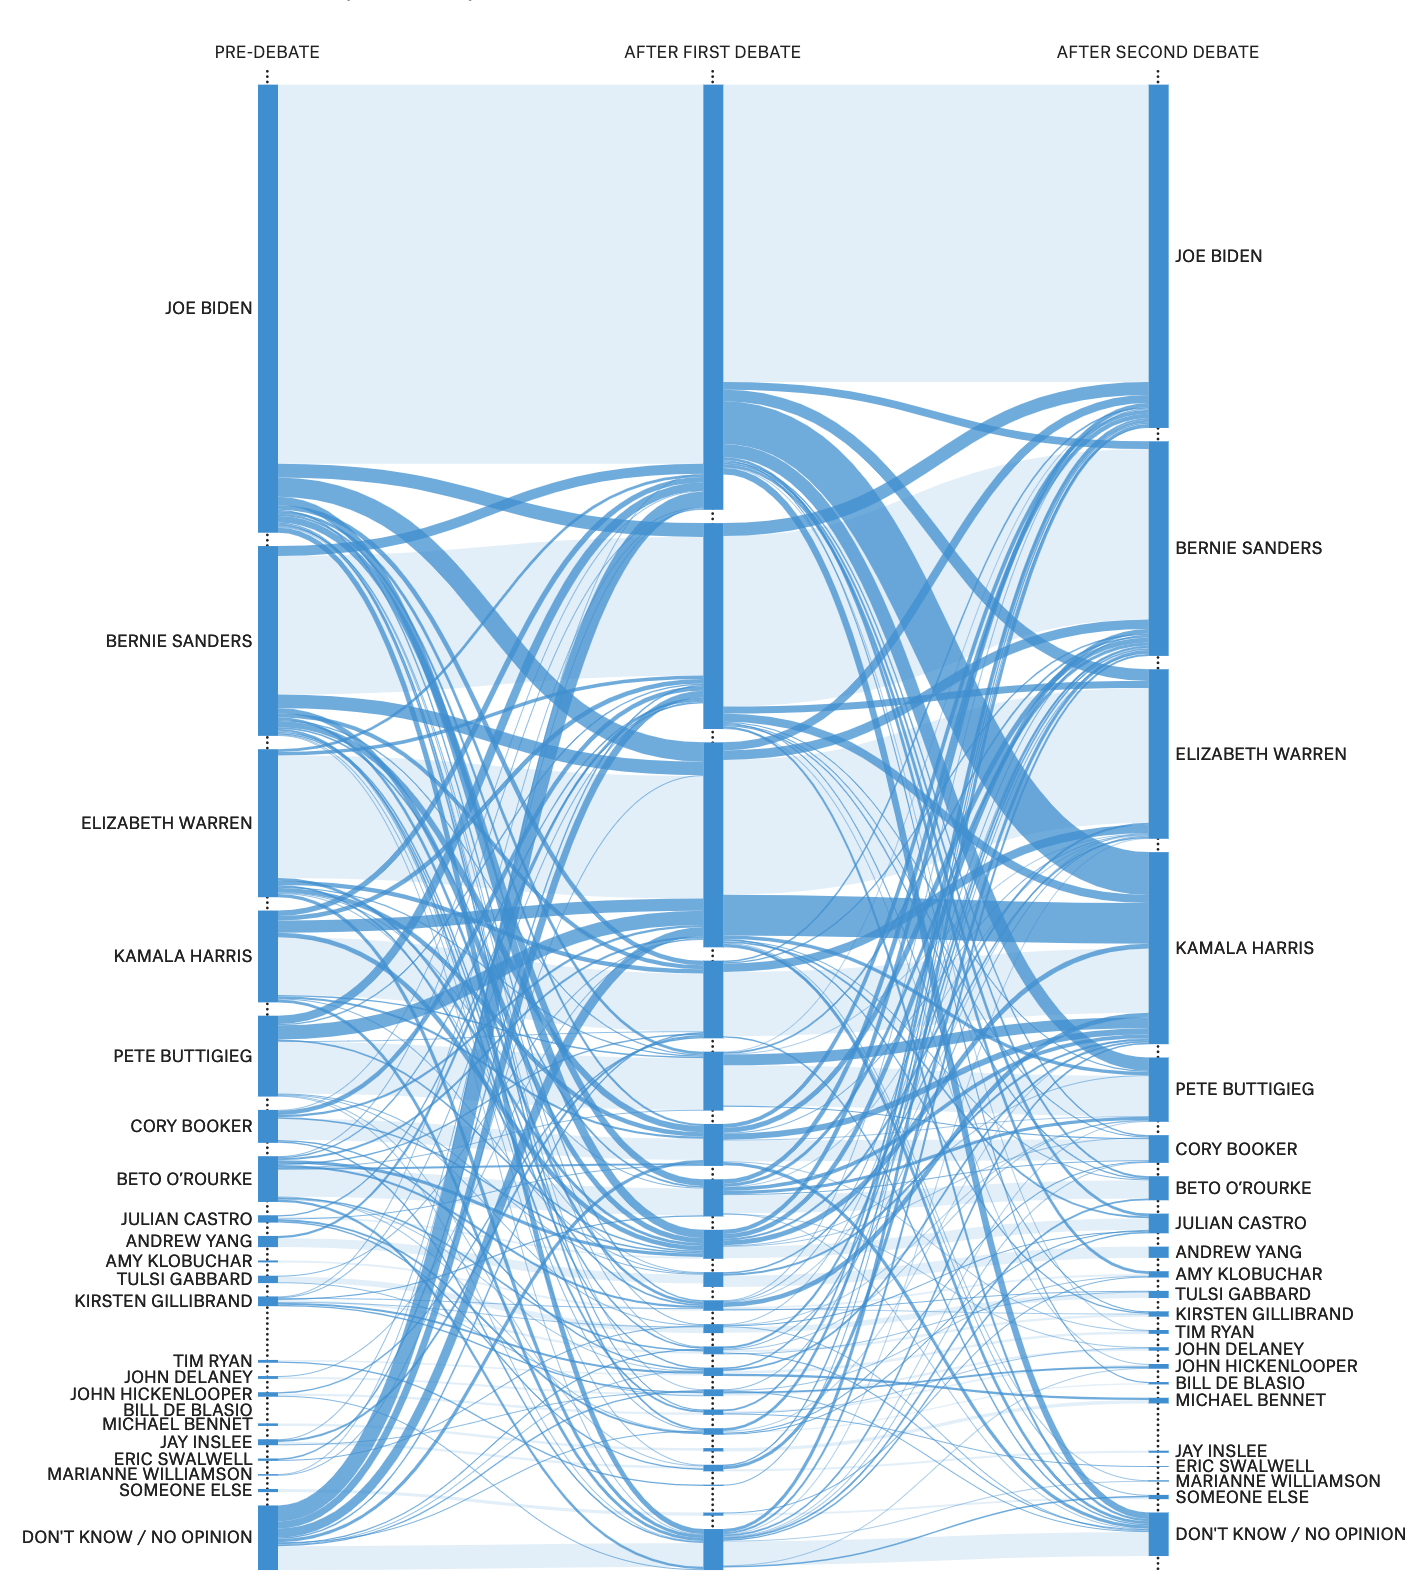 PRE-DEBATE
AFTER FIRST DEBATE
AFTER SECOND DEBATE
JOE BIDEN
BERNIE SANDERS
ELIZABETH WARREN
KAMALA HARRIS
PETE BUTTIGIEG
CORY BOOKER
BETO O'ROURKE
JULIAN CASTRO
ANDREW YANG
AMY KLOBUCHAR
TULSI GABBARD
KIRSTEN GILLIBRAND
TIM RYAN
JOHN DELANEY
JOHN HICKENLOOPER
BILL DE BLASIO
MICHAEL BENNET
JAY INSLEE
ERIC SWALWELL
MARIANNE WILLIAMSON
SOMEONE ELSE
DON'T KNOW / NO OPINION
JOE BIDEN
BERNIE SANDERS
ELIZABETH WARREN
KAMALA HARRIS
PETE BUTTIGIEG
CORY BOOKER
BETO O'ROURKE
JULIAN CASTRO
ANDREW YANG
AMY KLOBUCHAR
TULSI GABBARD
KIRSTEN GILLIBRAND
TIM RYAN
JOHN DELANEY
JOHN HICKENLOOPER
BILL DE BLASIO
MICHAEL BENNET
JAY INSLEE
ERIC SWALWELL
MARIANNE WILLIAMSON
SOMEONE ELSE
DON'T KNOW / NO OPINION